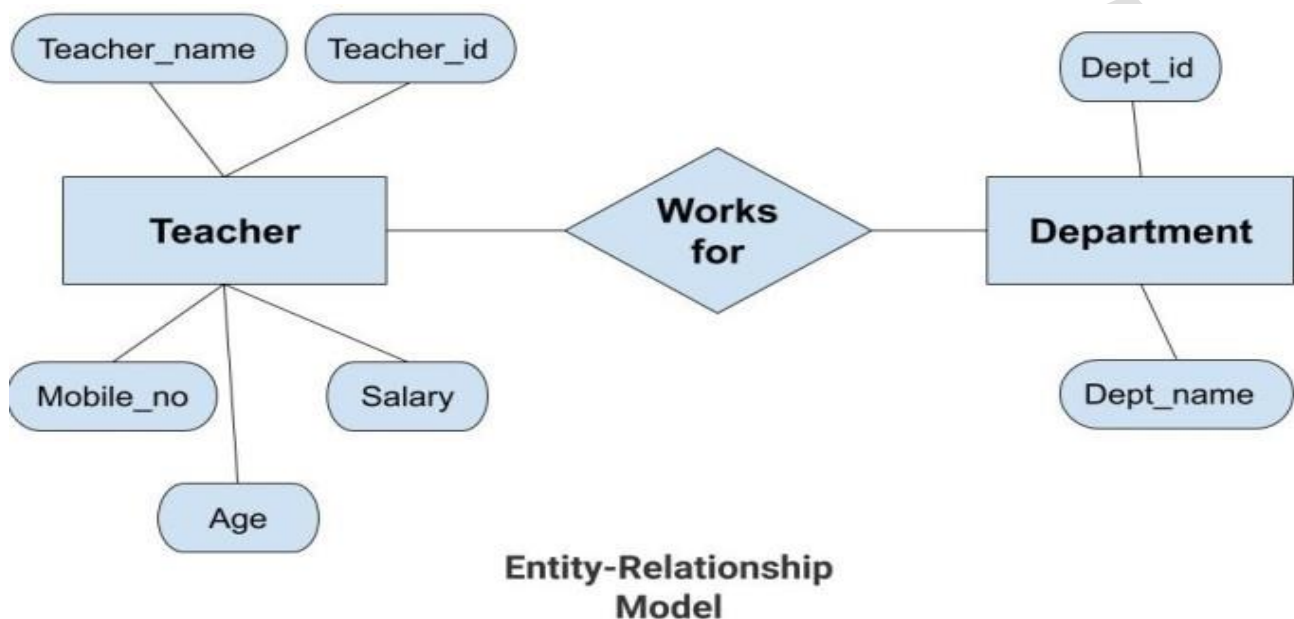 Teacher_name
Teacher_id
Dept_id
Teacher
Works
for
Department
Mobile_no
Salary
Dept_name
Age
Entity-Relationship
Model